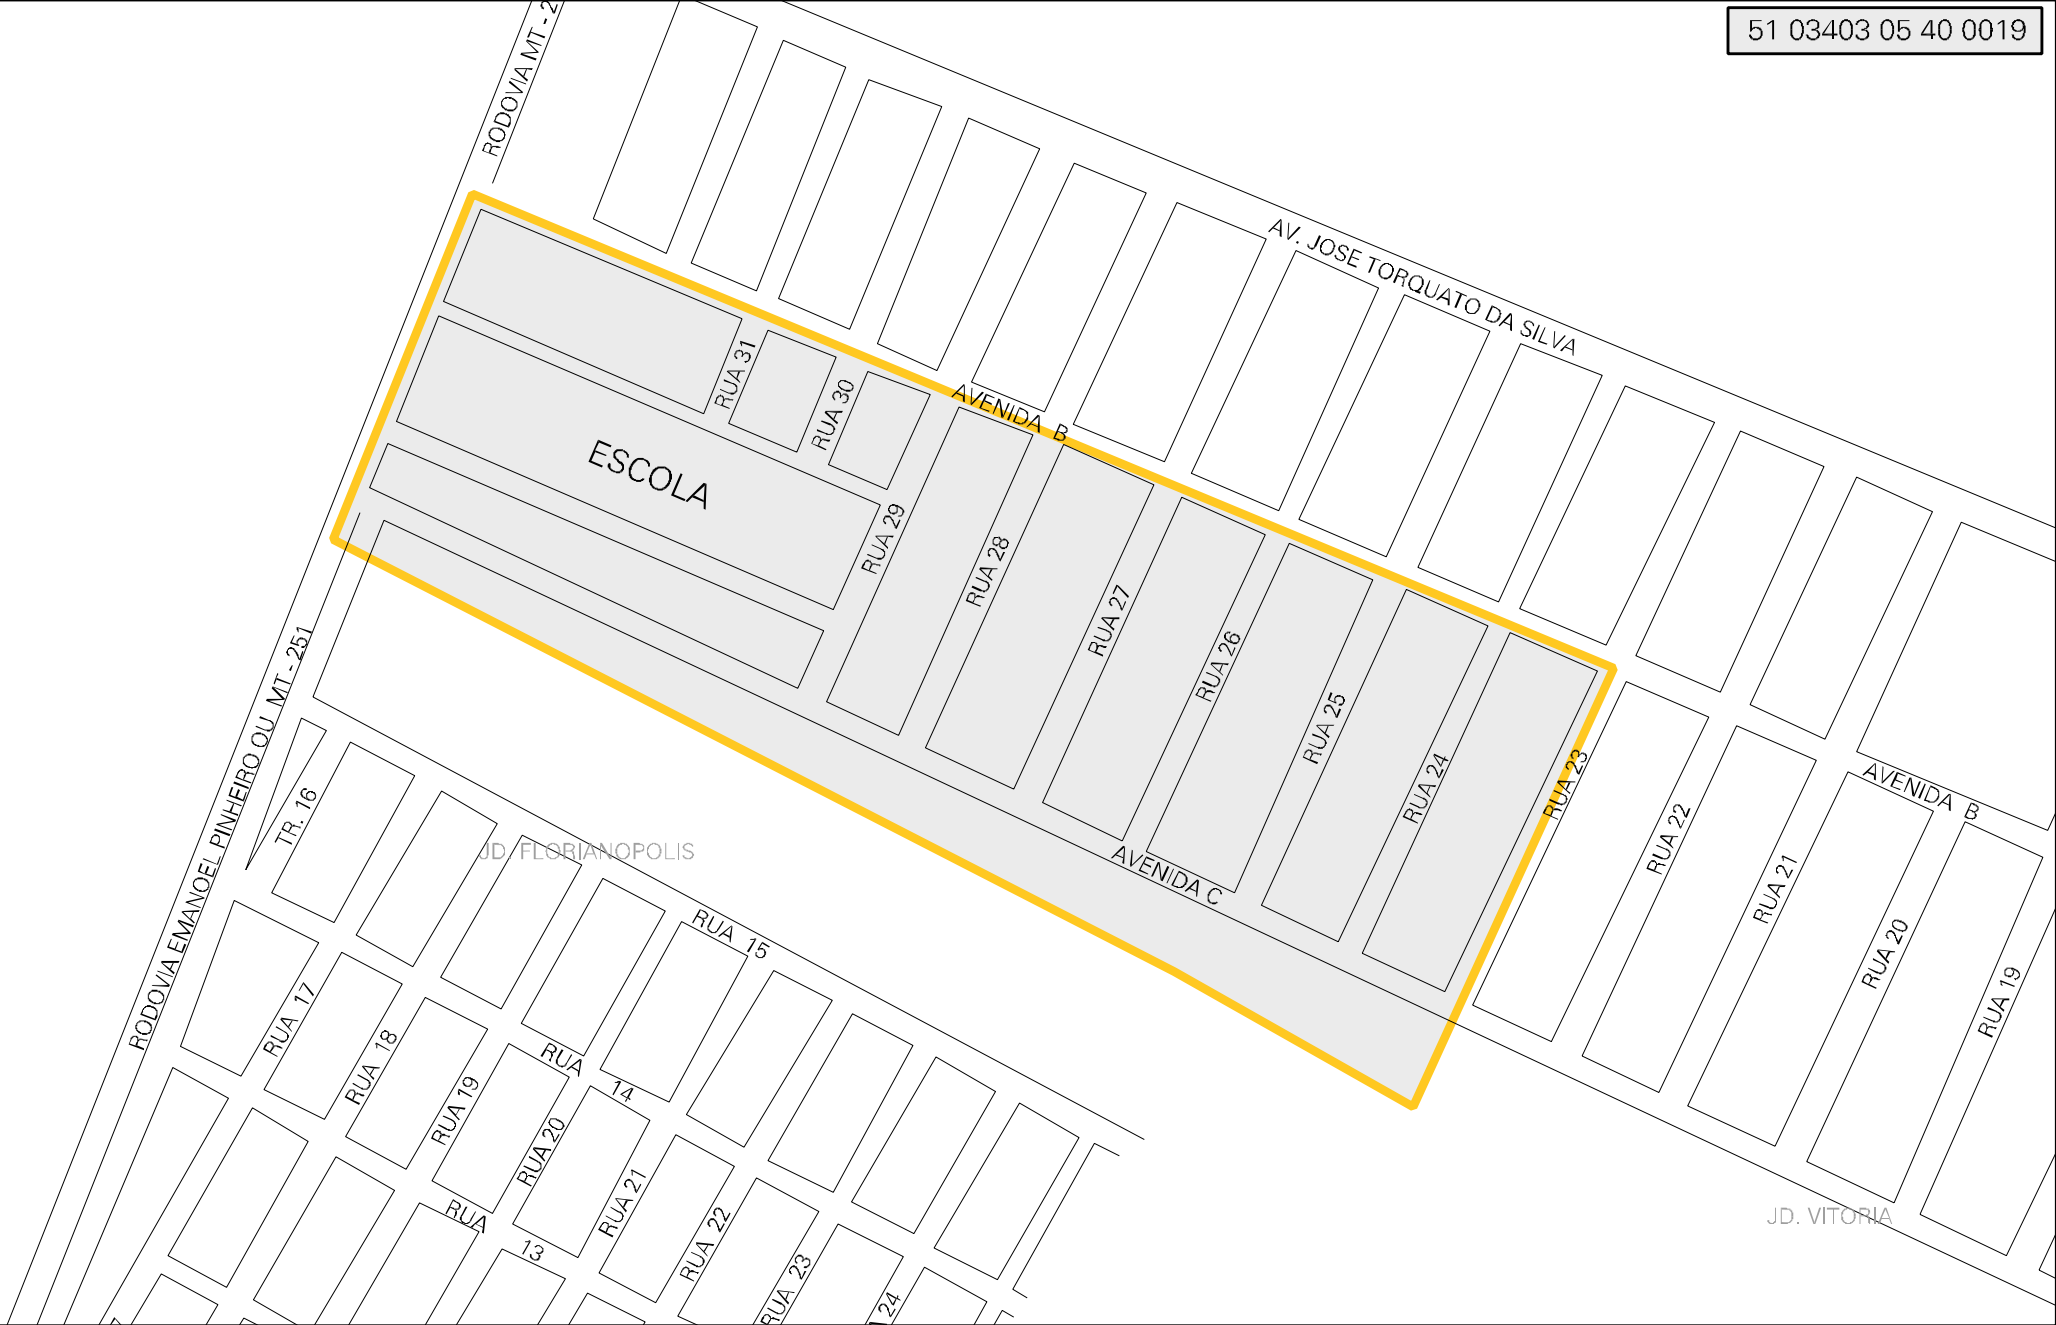 51 03403 05 40 0019
RODOVIA MT - 2
AV. JOSE TORQUATO DA SILVA
RUA 31
RUA 30
AVENIDA B
ESCOLA
RUA 29
RUA 28
RUA 27
RUA 26
RUA 25
RUA 24
RUA 23
RUA 22
RUA 21
RUA 20
RUA 19
AVENIDA B
AVENIDA C
RODOVIA EMANOEL PINHEIRO OU MT - 251
TR. 16
JD. FLORIANOPOLIS
RUA 15
RUA 17
RUA 18
RUA 19
RUA 20
RUA 21
RUA 22
RUA 23
RUA 14
RUA 13
JD. VITORIA
A 24